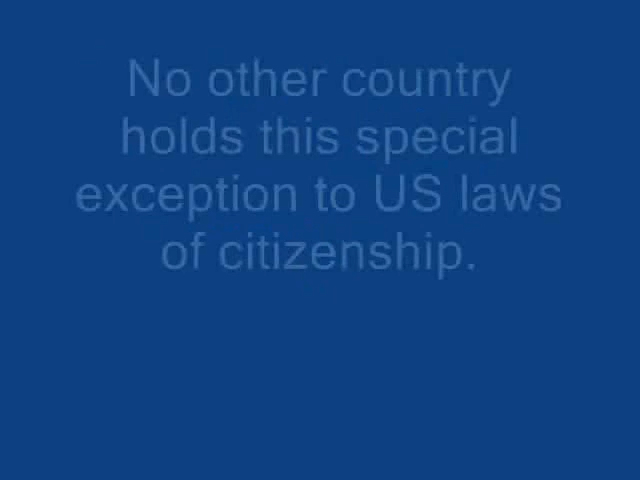 No other country
holds this special
exception to US laws
of citizenship.